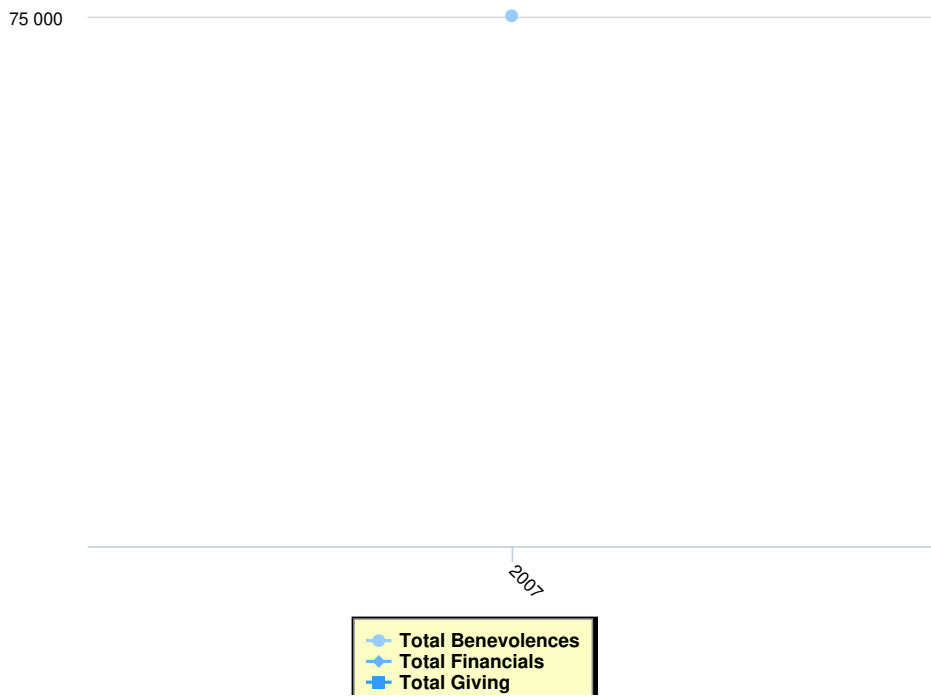 75 000
2007
Total Benevolences
Total Financials
Total Giving